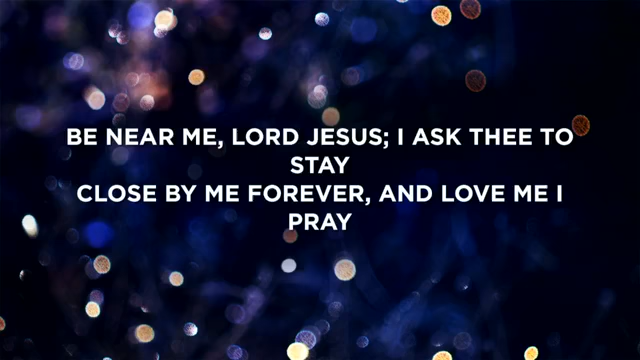 BE NEAR ME, LORD JESUS; I ASK THEE TO
STAY
CLOSE BY ME FOREVER, AND LOVE ME I
PRAY